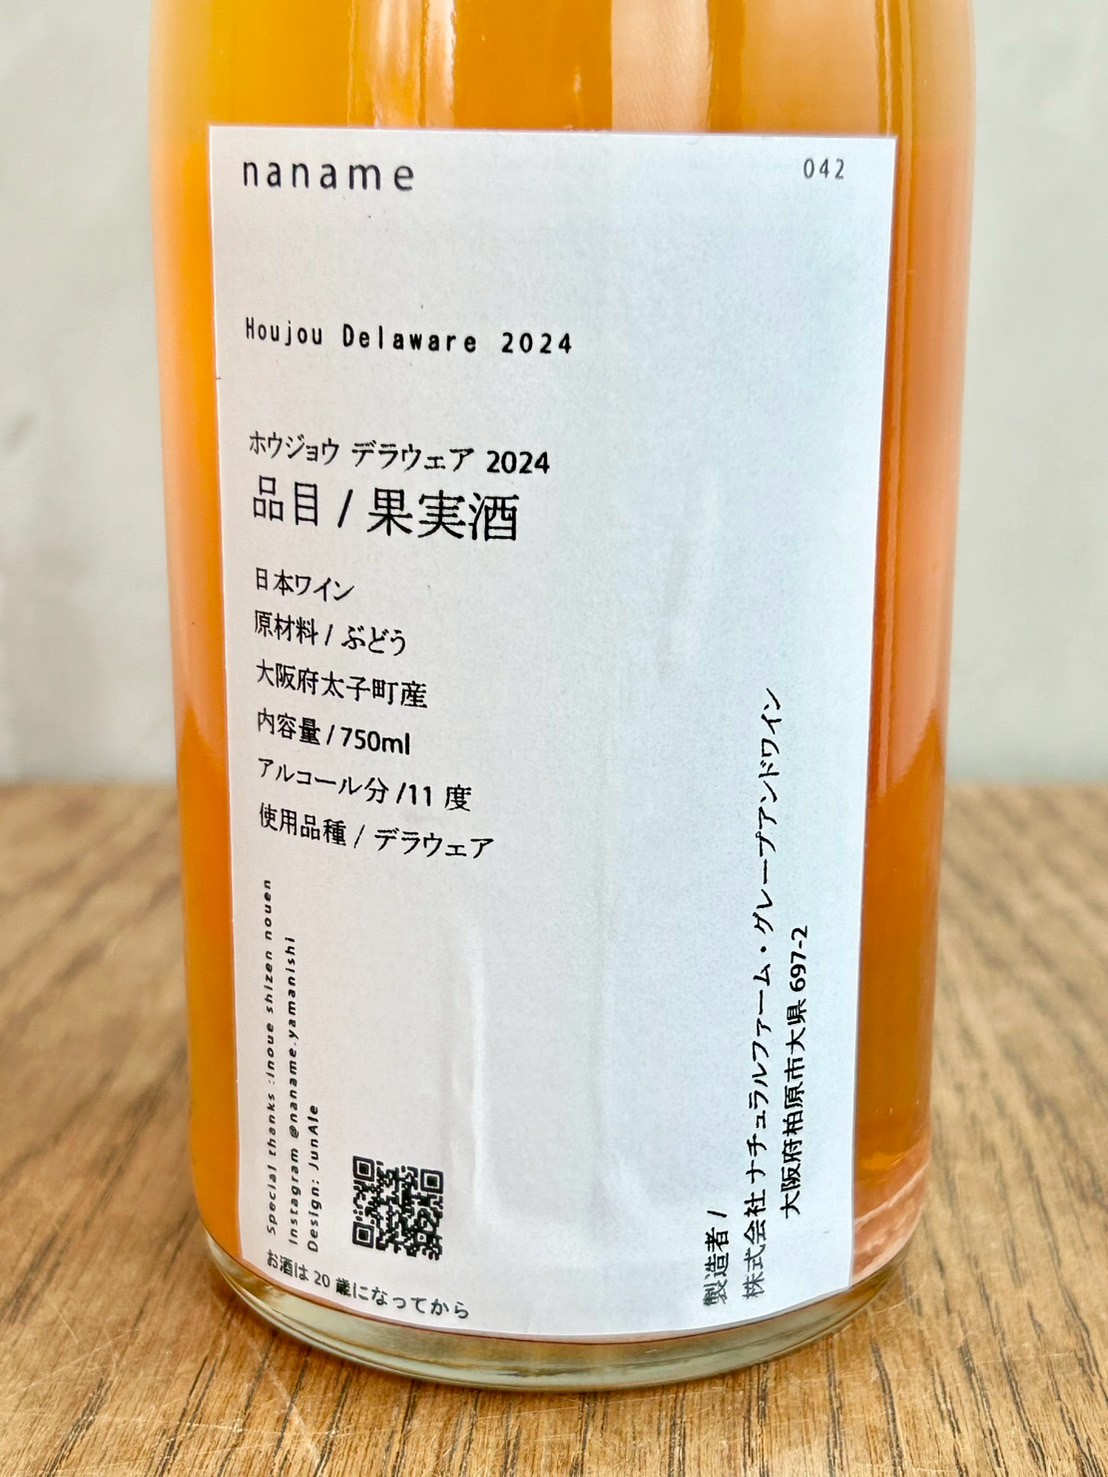 naname
042
Houjou Delaware 2024
ホウジョウ デラウェア 2024
品目 / 果実酒
日本ワイン
原材料 / ぶどう
大阪府太子町産
内容量 / 750ml
アルコール分 /11 度
使用品種 / デラウェア
Special thanks :inoue shizen nouen
Instagram @naname.yamanishi
Design: JunAle
お酒は 20 歳になってから
製造者 /
株式会社 ナチュラルファーム・グレープアンドワイン
大阪府柏原市大県 697-2